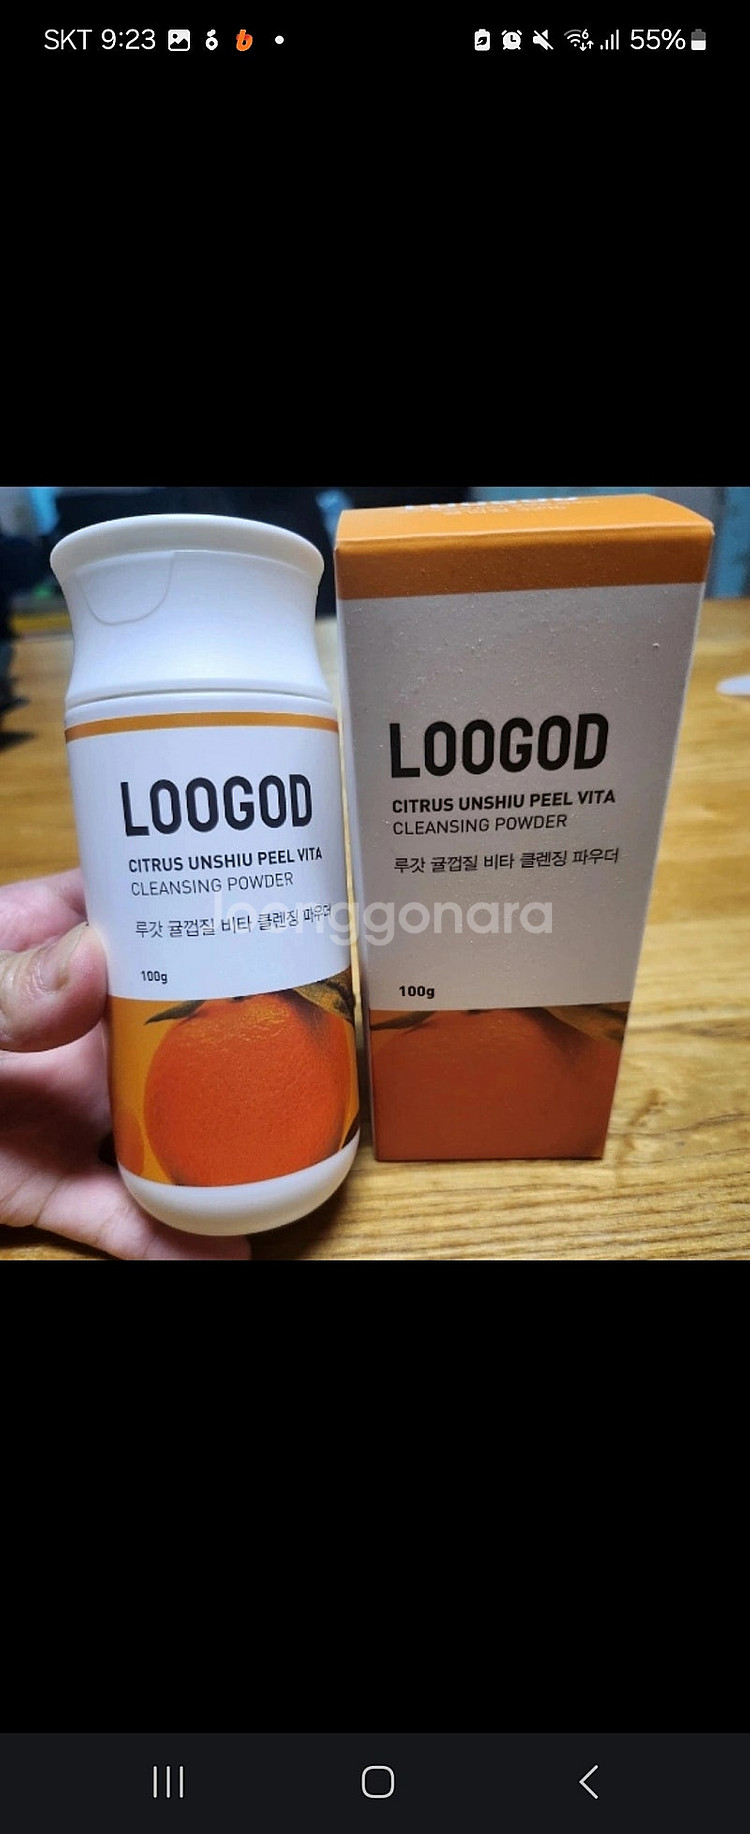 SKT 9:23
55%
LOOGOD
CITRUS UNSHIU PEEL VITA
CLEANSING POWDER
루갓 귤껍질 비타 클렌징 파우더
100g
LOOGOD
CITRUS UNSHIU PEEL VITA
CLEANSING POWDER
루갓 귤껍질 비타 클렌징 파우더
100g
joonggonara